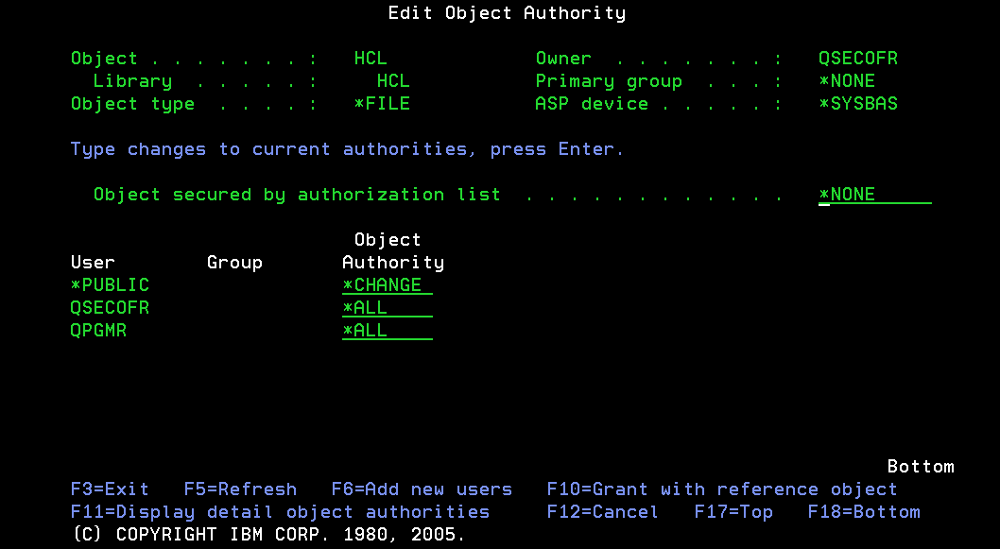 Edit Object Authority
Object . . . . . . . : HCL Owner . . . . . . . : QSECOFR
Library . . . . . : HCL Primary group . . . : *NONE
Object type . . . . : *FILE ASP device . . . . . : *SYSBAS
Type changes to current authorities, press Enter.
Object secured by authorization list . . . . . . . . . . . . *NONE
Object
User Group Authority
*PUBLIC *CHANGE
QSECOFR *ALL
QPGMR *ALL
Bottom
F3=Exit F5=Refresh F6=Add new users F10=Grant with reference object
F11=Display detail object authorities F12=Cancel F17=Top F18=Bottom
(C) COPYRIGHT IBM CORP. 1980, 2005.